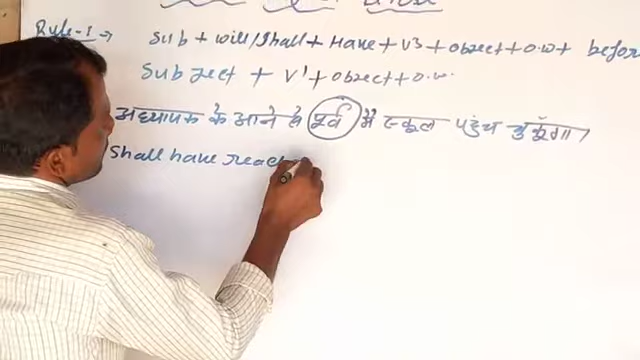 Rule-1 → Sub + will/shall + Have + V3 + object + o.w + before
Subject + V1 + object + o.w.
अध्यापक के आने से पूर्व मैं स्कूल पहुंच चुकूँगा
Shall have reac